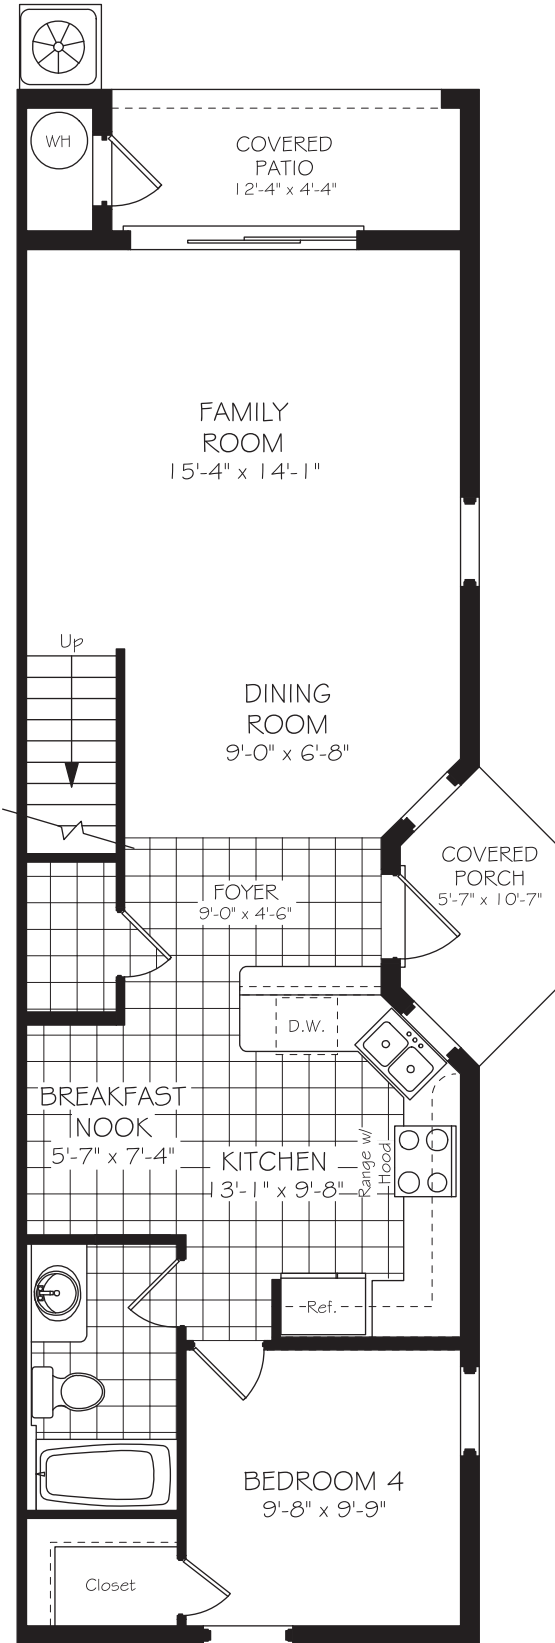 WH
COVERED
PATIO
12'-4" x 4'-4"
FAMILY
ROOM
15'-4" x 14'-1"
Up
DINING
ROOM
9'-0" x 6'-8"
FOYER
9'-0" x 4'-6"
COVERED
PORCH
5'-7" x 10'-7"
D.W.
BREAKFAST
NOOK
5'-7" x 7'-4"
KITCHEN
13'-1" x 9'-8"
Range w/
Hood
Ref.
BEDROOM 4
9'-8" x 9'-9"
Closet